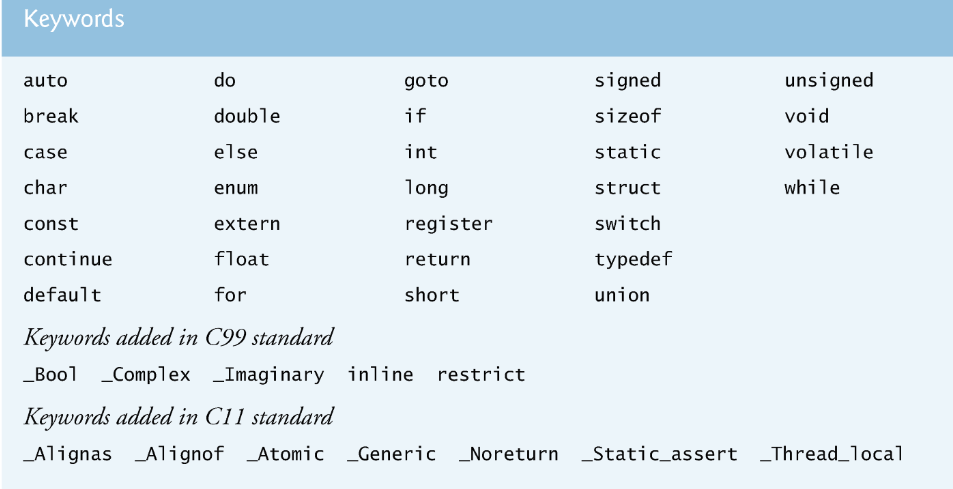 Keywords
auto do goto signed unsigned
break double if sizeof void
case else int static volatile
char enum long struct while
const extern register switch
continue float return typedef
default for short union
Keywords added in C99 standard
_Bool _Complex _Imaginary inline restrict
Keywords added in C11 standard
_Alignas _Alignof _Atomic _Generic _Noreturn _Static_assert _Thread_local